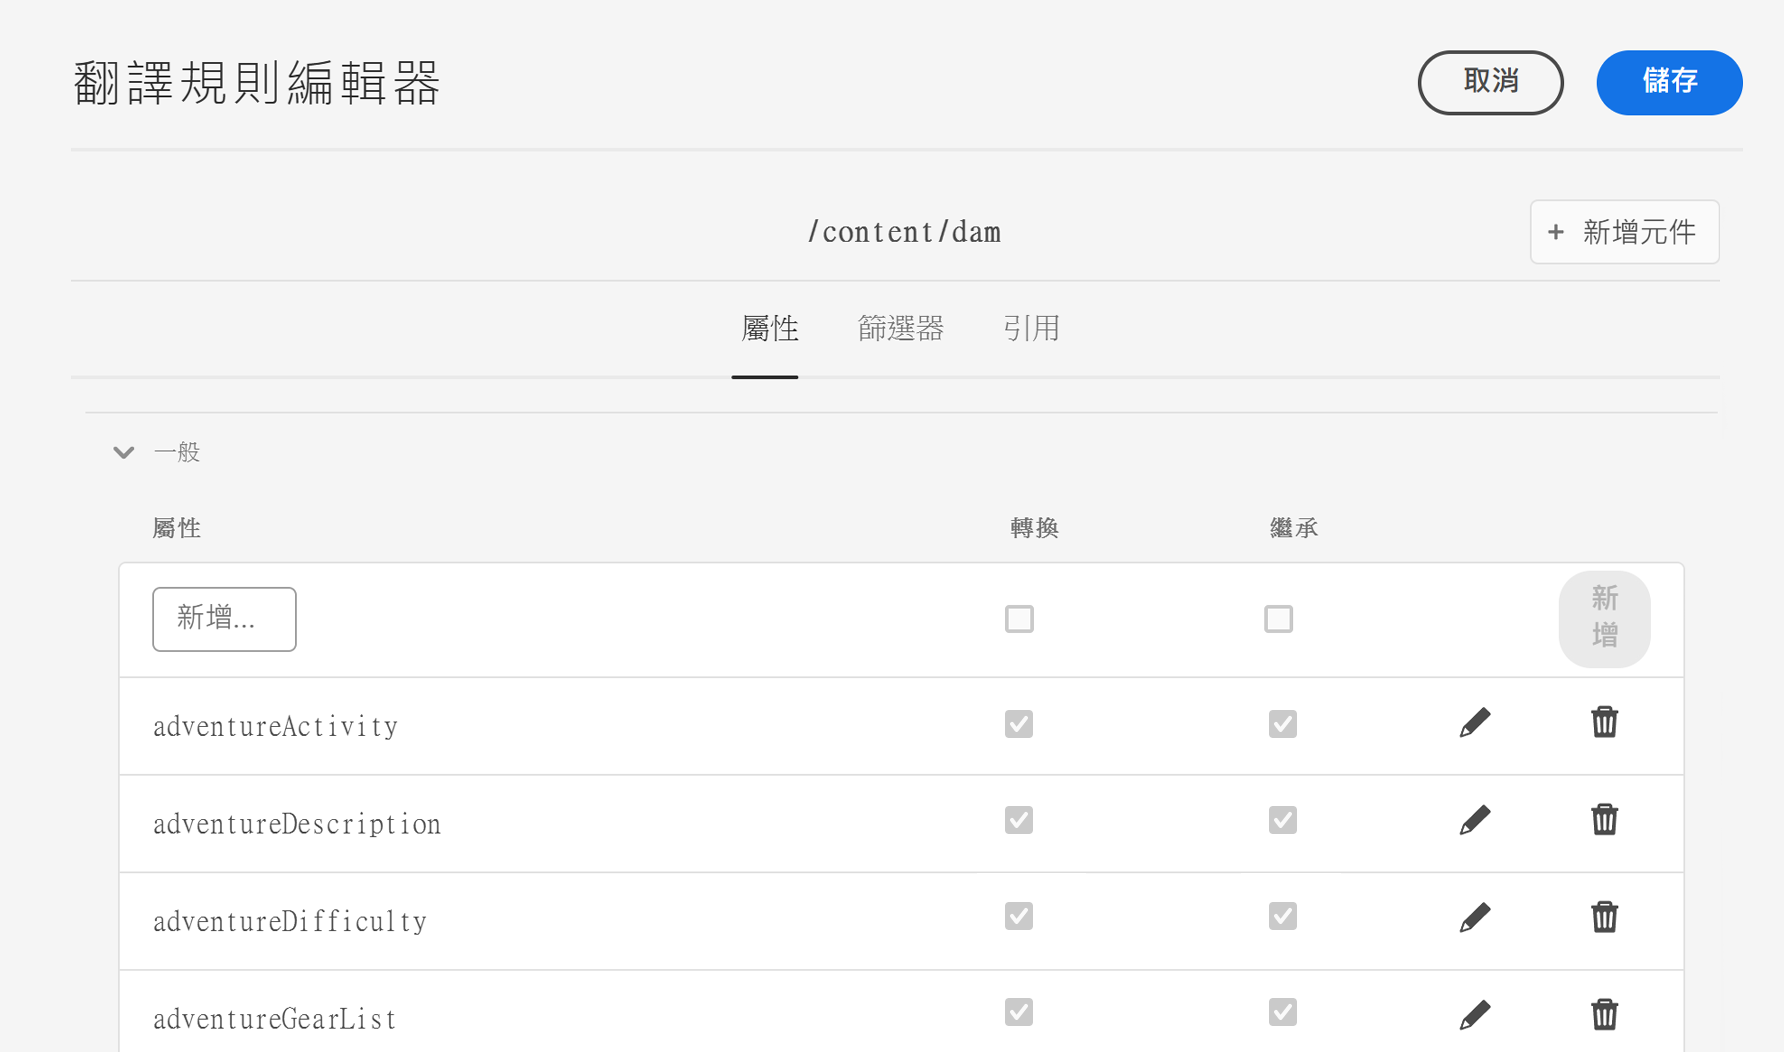 翻譯規則編輯器
取消
儲存
/content/dam
+ 新增元件
屬性 篩選器 引用
一般
屬性 轉換 繼承
新增...
新
增
adventureActivity
adventureDescription
adventureDifficulty
adventureGearList